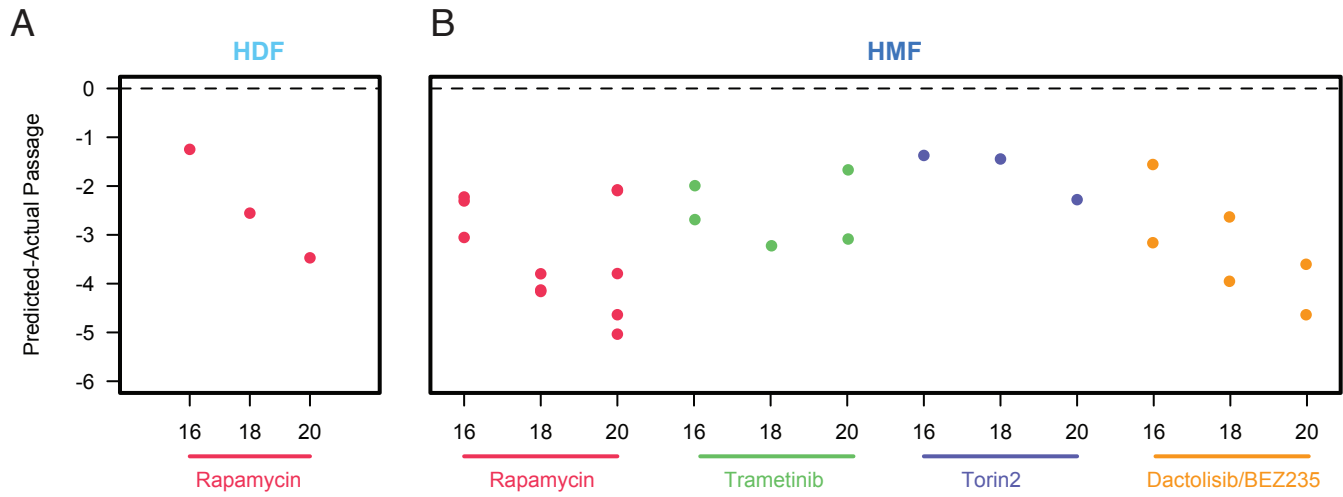 A
B
HDF
HMF
Predicted-Actual Passage
0
-1
-2
-3
-4
-5
-6
16 18 20
16 18 20 16 18 20 16 18 20 16 18 20
Rapamycin
Rapamycin Trametinib Torin2 Dactolisib/BEZ235